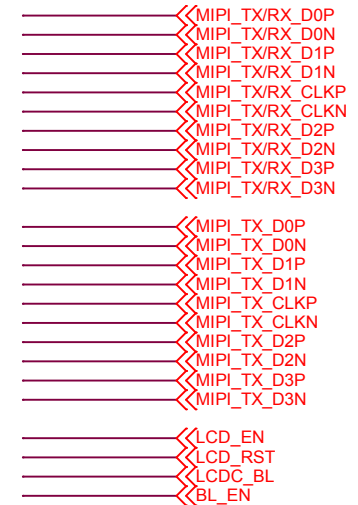 MIPI_TX/RX_D0P
MIPI_TX/RX_D0N
MIPI_TX/RX_D1P
MIPI_TX/RX_D1N
MIPI_TX/RX_CLKP
MIPI_TX/RX_CLKN
MIPI_TX/RX_D2P
MIPI_TX/RX_D2N
MIPI_TX/RX_D3P
MIPI_TX/RX_D3N
MIPI_TX_D0P
MIPI_TX_D0N
MIPI_TX_D1P
MIPI_TX_D1N
MIPI_TX_CLKP
MIPI_TX_CLKN
MIPI_TX_D2P
MIPI_TX_D2N
MIPI_TX_D3P
MIPI_TX_D3N
LCD_EN
LCD_RST
LCDC_BL
BL_EN